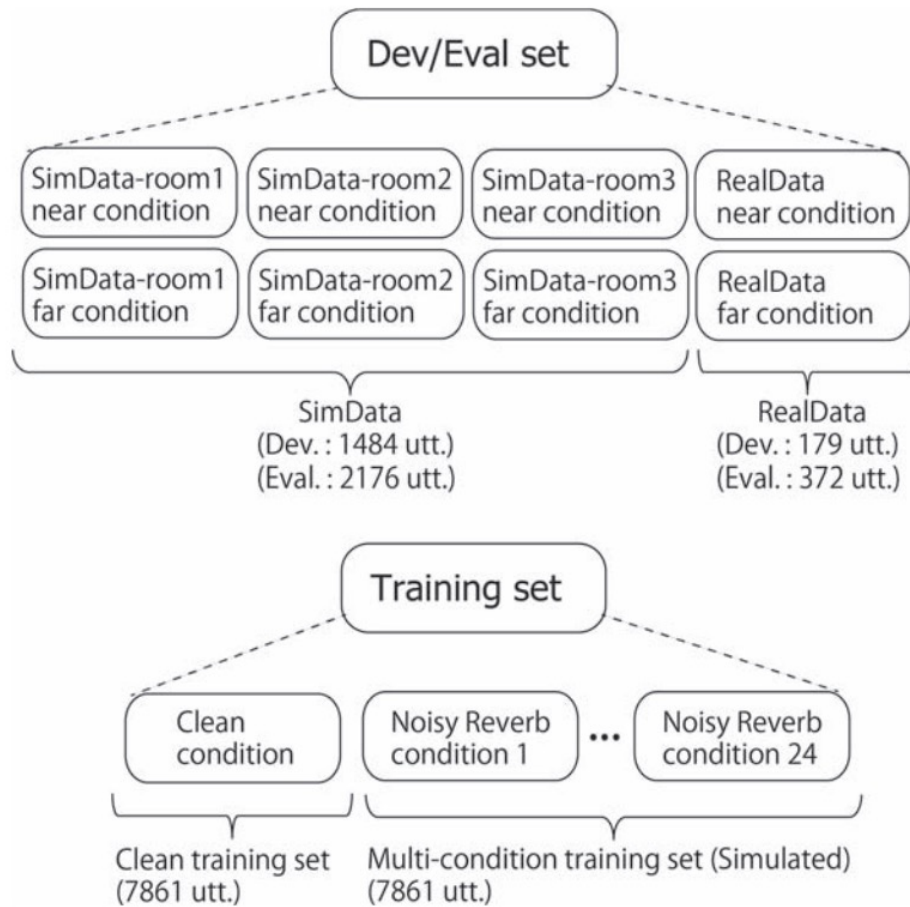 Dev/Eval set
SimData-room1
near condition
SimData-room2
near condition
SimData-room3
near condition
RealData
near condition
SimData-room1
far condition
SimData-room2
far condition
SimData-room3
far condition
RealData
far condition
SimData
(Dev. : 1484 utt.)
(Eval. : 2176 utt.)
RealData
(Dev. : 179 utt.)
(Eval. : 372 utt.)
Training set
Clean
condition
Noisy Reverb
condition 1
...
Noisy Reverb
condition 24
Clean training set
(7861 utt.)
Multi-condition training set (Simulated)
(7861 utt.)